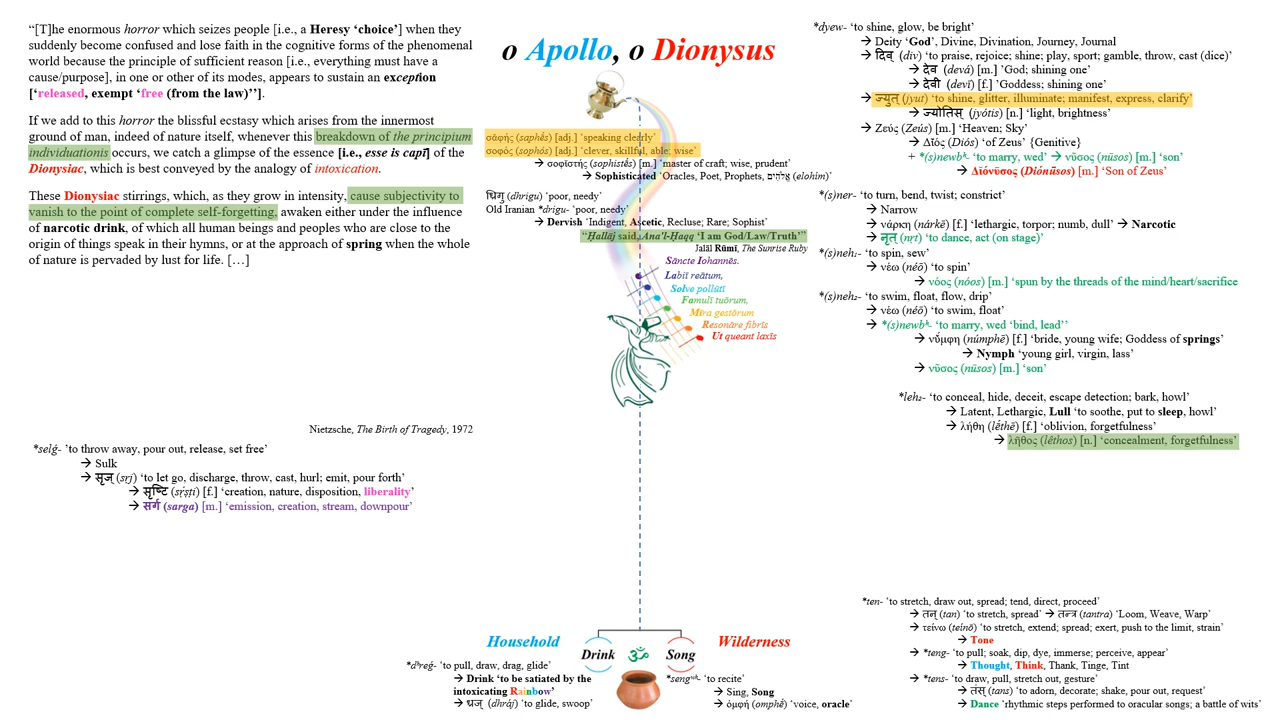 “[T]he enormous horror which seizes people [i.e., a Heresy ‘choice’] when they
suddenly become confused and lose faith in the cognitive forms of the phenomenal
world because the principle of sufficient reason [i.e., everything must have a
cause/purpose], in one or other of its modes, appears to sustain an exception
[‘released, exempt ‘free (from the law)’’].
If we add to this horror the blissful ecstasy which arises from the innermost
ground of man, indeed of nature itself, whenever this breakdown of the principium
individuationis occurs, we catch a glimpse of the essence [i.e., esse is capī] of the
Dionysiac, which is best conveyed by the analogy of intoxication.
These Dionysiac stirrings, which, as they grow in intensity, cause subjectivity to
vanish to the point of complete self-forgetting, awaken either under the influence
of narcotic drink, of which all human beings and peoples who are close to the
origin of things speak in their hymns, or at the approach of spring when the whole
of nature is pervaded by lust for life. […]
Nietzsche, The Birth of Tragedy, 1972
*selǵ- ‘to throw away, pour out, release, set free’
→ Sulk
→ सृज् (sṛj) ‘to let go, discharge, throw, cast, hurl; emit, pour forth’
→ सृष्टि (sṛ́ṣṭi) [f.] ‘creation, nature, disposition, liberality’
→ सर्ग (sarga) [m.] ‘emission, creation, stream, downpour’
o Apollo, o Dionysus
σαφής (saphḗs) [adj.] ‘speaking clearly’
σοφός (sophós) [adj.] ‘clever, skillful, able; wise’
→ σοφῐστής (sophistḗs) [m.] ‘master of craft; wise, prudent’
→ Sophisticated ‘Oracles, Poet, Prophets, אֱלֹהִים (elohim)’
ध्रिगु (dhrigu) ‘poor, needy’
Old Iranian *drigu- ‘poor, needy’
→ Dervish ‘Indigent, Ascetic, Recluse; Rare; Sophist’
“Ḥallāj said, Ana'l-Ḥaqq ‘I am God/Law/Truth’”
Jalāl Rūmī, The Sunrise Ruby
Sāncte Iohannēs.
Labiī reātum,
Solve pollūtī
Famulī tuōrum,
Mīra gestōrum
Resonāre fibrīs
Ut queant laxīs
Household
Drink
ॐ
Song
Wilderness
*dʰreǵ- ‘to pull, draw, drag, glide’
→ Drink ‘to be satiated by the
intoxicating Rainbow’
→ ध्रज् (dhráj) ‘to glide, swoop’
*sengʷʰ- ‘to recite’
→ Sing, Song
→ ὀμφή (omphḗ) ‘voice, oracle’
*dyew- ‘to shine, glow, be bright’
→ Deity ‘God’, Divine, Divination, Journey, Journal
→ दिव् (div) ‘to praise, rejoice; shine; play, sport; gamble, throw, cast (dice)’
→ देव (devá) [m.] ‘God; shining one’
→ देवी (devī) [f.] ‘Goddess; shining one’
→ ज्युत् (jyut) ‘to shine, glitter, illuminate; manifest, express, clarify’
→ ज्योतिस् (jyótis) [n.] ‘light, brightness’
→ Ζεύς (Zeús) [m.] ‘Heaven; Sky’
→ Δῐός (Diós) ‘of Zeus’ {Genitive}
+ *(s)newbʰ- ‘to marry, wed’ → νῦσος (nūsos) [m.] ‘son’
→ Δῐόνῡσος (Diónūsos) [m.] ‘Son of Zeus’
*(s)ner- ‘to turn, bend, twist; constrict’
→ Narrow
→ νάρκη (nárkē) [f.] ‘lethargic, torpor; numb, dull’ → Narcotic
→ नृत् (nṛt) ‘to dance, act (on stage)’
*(s)neh₁- ‘to spin, sew’
→ νέω (néō) ‘to spin’
→ νόος (nóos) [m.] ‘spun by the threads of the mind/heart/sacrifice
*(s)neh₂- ‘to swim, float, flow, drip’
→ νέω (néō) ‘to swim, float’
→ *(s)newbʰ- ‘to marry, wed ‘bind, lead’’
→ νῠ́μφη (númphē) [f.] ‘bride, young wife; Goddess of springs’
→ Nymph ‘young girl, virgin, lass’
→ νῦσος (nūsos) [m.] ‘son’
*leh₂- ‘to conceal, hide, deceit, escape detection; bark, howl’
→ Latent, Lethargic, Lull ‘to soothe, put to sleep, howl’
→ λήθη (lḗthē) [f.] ‘oblivion, forgetfulness’
→ λῆθος (lêthos) [n.] ‘concealment, forgetfulness’
*ten- ‘to stretch, draw out, spread; tend, direct, proceed’
→ तन् (tan) ‘to stretch, spread’ → तन्त्र (tantra) ‘Loom, Weave, Warp’
→ τείνω (teínō) ‘to stretch, extend; spread; exert, push to the limit, strain’
→ Tone
→ *teng- ‘to pull; soak, dip, dye, immerse; perceive, appear’
→ Thought, Think, Thank, Tinge, Tint
→ *tens- ‘to draw, pull, stretch out, gesture’
→ तंस् (taṃs) ‘to adorn, decorate; shake, pour out, request’
→ Dance ‘rhythmic steps performed to oracular songs; a battle of wits’